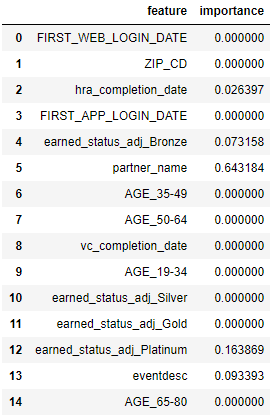 feature importance
0 FIRST_WEB_LOGIN_DATE 0.000000
1 ZIP_CD 0.000000
2 hra_completion_date 0.026397
3 FIRST_APP_LOGIN_DATE 0.000000
4 earned_status_adj_Bronze 0.073158
5 partner_name 0.643184
6 AGE_35-49 0.000000
7 AGE_50-64 0.000000
8 vc_completion_date 0.000000
9 AGE_19-34 0.000000
10 earned_status_adj_Silver 0.000000
11 earned_status_adj_Gold 0.000000
12 earned_status_adj_Platinum 0.163869
13 eventdesc 0.093393
14 AGE_65-80 0.000000